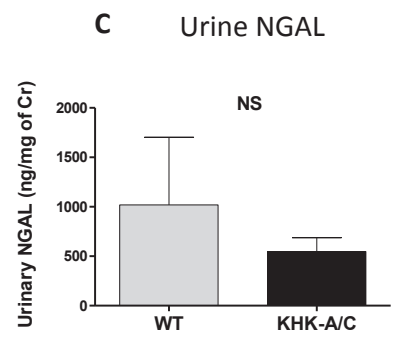 C Urine NGAL
Urinary NGAL (ng/mg of Cr)
2000
1500
1000
500
0
NS
WT KHK-A/C